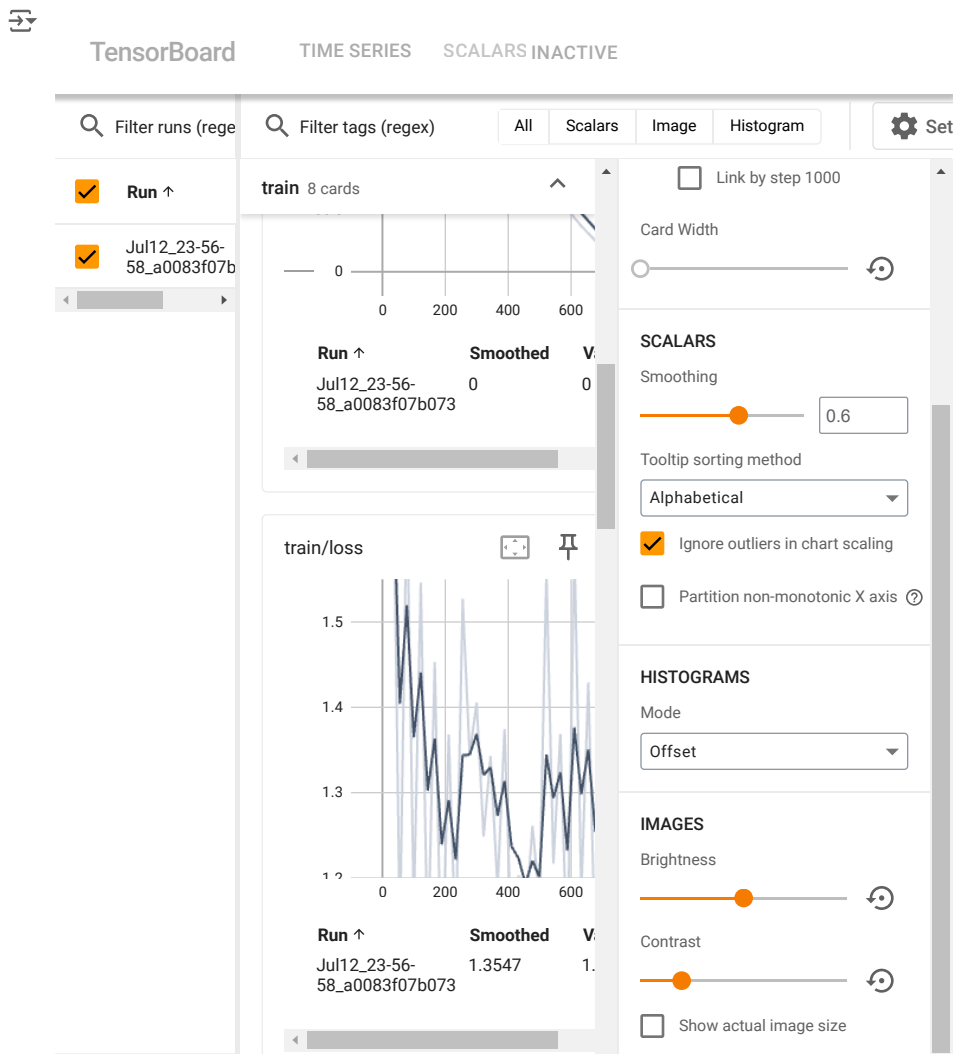 TensorBoard TIME SERIES SCALARS INACTIVE
Filter runs (rege
Filter tags (regex)
All Scalars Image Histogram
Set
Run ↑
Jul12_23-56-
58_a0083f07b
train 8 cards
0
0 200 400 600
Run ↑ Smoothed
Jul12_23-56- 0 0
58_a0083f07b073
train/loss
1.5
1.4
1.3
1.2
0 200 400 600
Run ↑ Smoothed
Jul12_23-56- 1.3547 1.
58_a0083f07b073
Link by step 1000
Card Width
SCALARS
Smoothing
0.6
Tooltip sorting method
Alphabetical
Ignore outliers in chart scaling
Partition non-monotonic X axis
HISTOGRAMS
Mode
Offset
IMAGES
Brightness
Contrast
Show actual image size